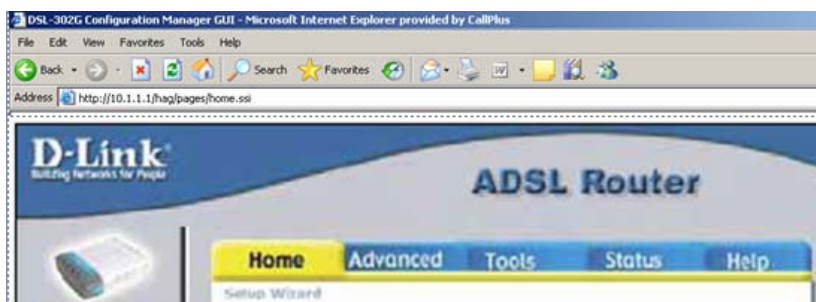 DSL-302G Configuration Manager GUI - Microsoft Internet Explorer provided by CallPlus
File Edit View Favorites Tools Help
Back Search Favorites
Address http://10.1.1.1/hag/pages/home.ssi
D-Link
Building Networks for People
ADSL Router
Home Advanced Tools Status Help
Setup Wizard